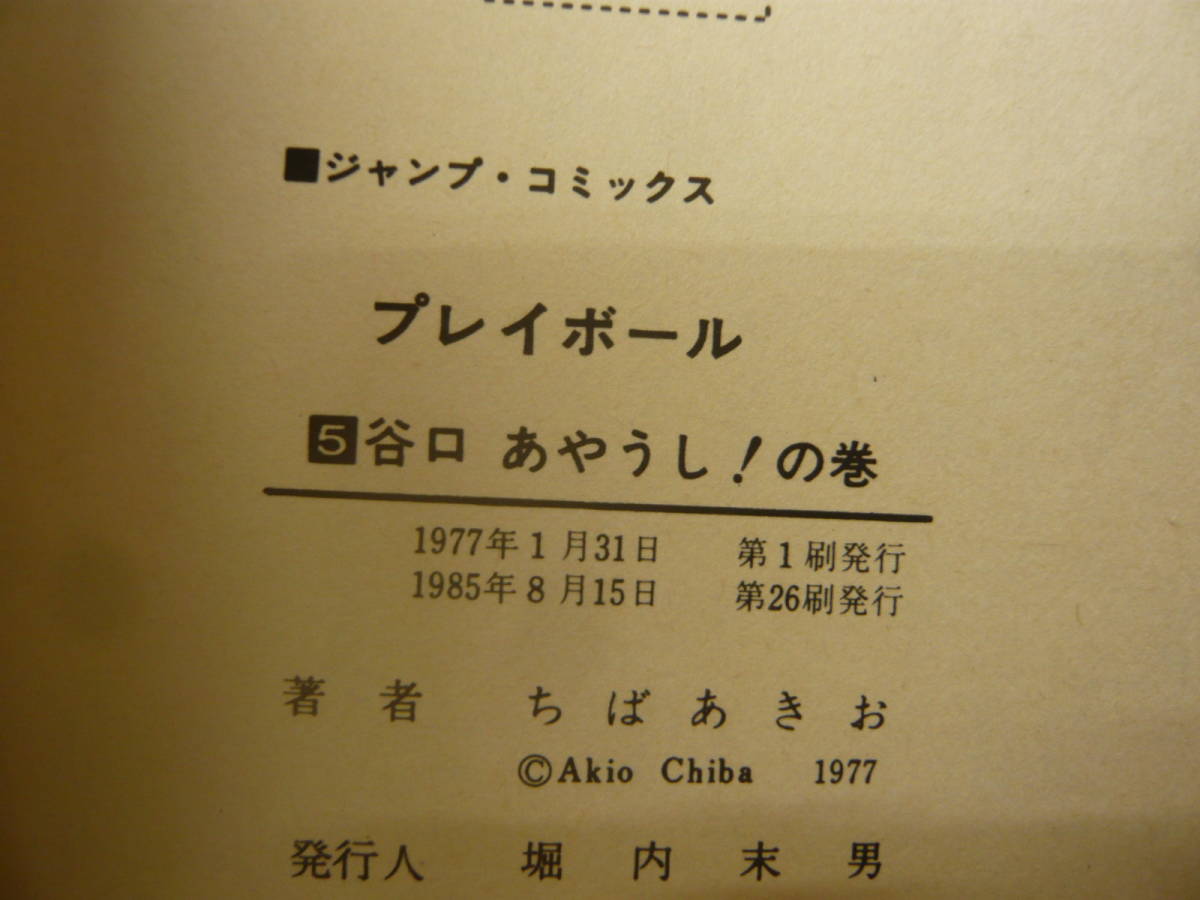 ■ジャンプ・コミックス
プレイボール
5谷口 あやうし!の巻
1977年1月31日 第1刷発行
1985年8月15日 第26刷発行
著者 ちばあきお
©Akio Chiba 1977
発行人 堀内末男